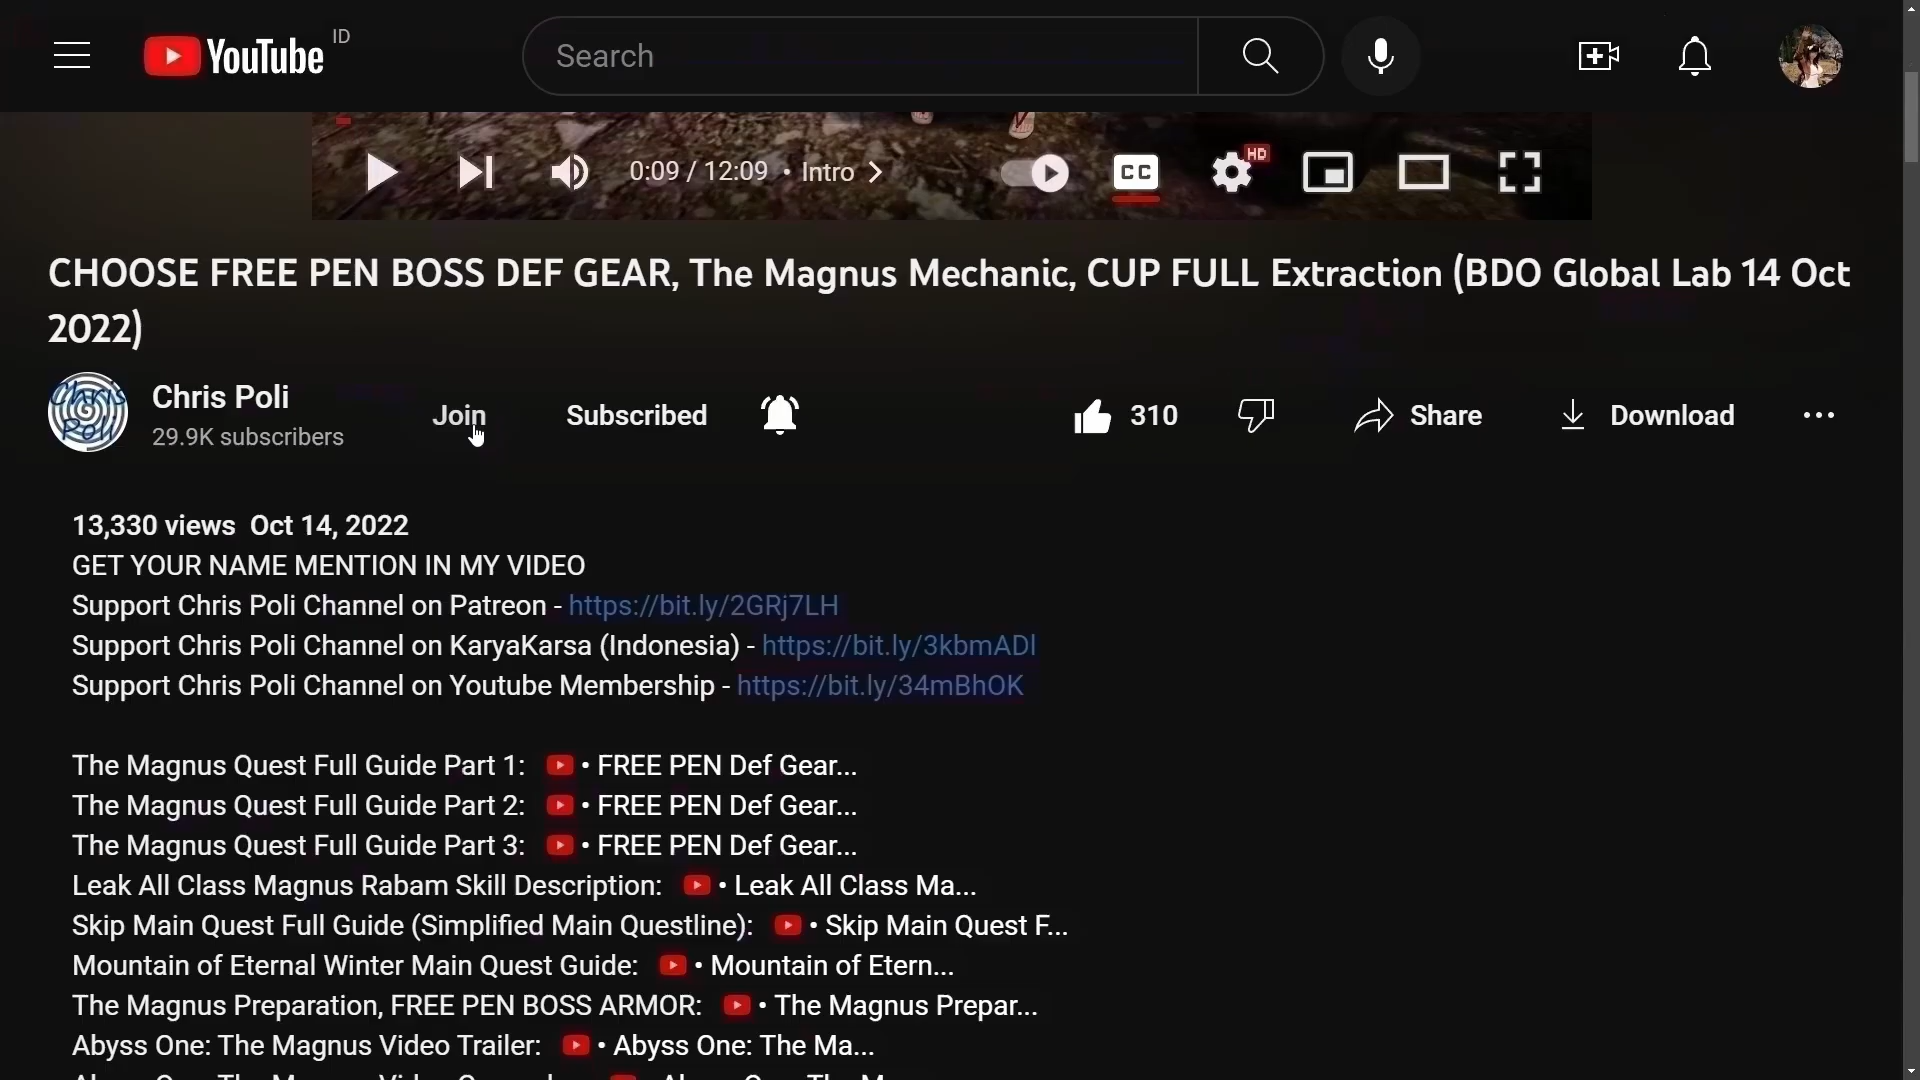 YouTube ID
Search
0:09 / 12:09 • Intro
CC
HD
CHOOSE FREE PEN BOSS DEF GEAR, The Magnus Mechanic, CUP FULL Extraction (BDO Global Lab 14 Oct
2022)
Chris Poli
Chris Poli
29.9K subscribers
Join
Subscribed
310
Share
Download
13,330 views Oct 14, 2022
GET YOUR NAME MENTION IN MY VIDEO
Support Chris Poli Channel on Patreon - https://bit.ly/2GRj7LH
Support Chris Poli Channel on KaryaKarsa (Indonesia) - https://bit.ly/3kbmADl
Support Chris Poli Channel on Youtube Membership - https://bit.ly/34mBhOK
The Magnus Quest Full Guide Part 1: • FREE PEN Def Gear...
The Magnus Quest Full Guide Part 2: • FREE PEN Def Gear...
The Magnus Quest Full Guide Part 3: • FREE PEN Def Gear...
Leak All Class Magnus Rabam Skill Description: • Leak All Class Ma...
Skip Main Quest Full Guide (Simplified Main Questline): • Skip Main Quest F...
Mountain of Eternal Winter Main Quest Guide: • Mountain of Etern...
The Magnus Preparation, FREE PEN BOSS ARMOR: • The Magnus Prepar...
Abyss One: The Magnus Video Trailer: • Abyss One: The Ma...